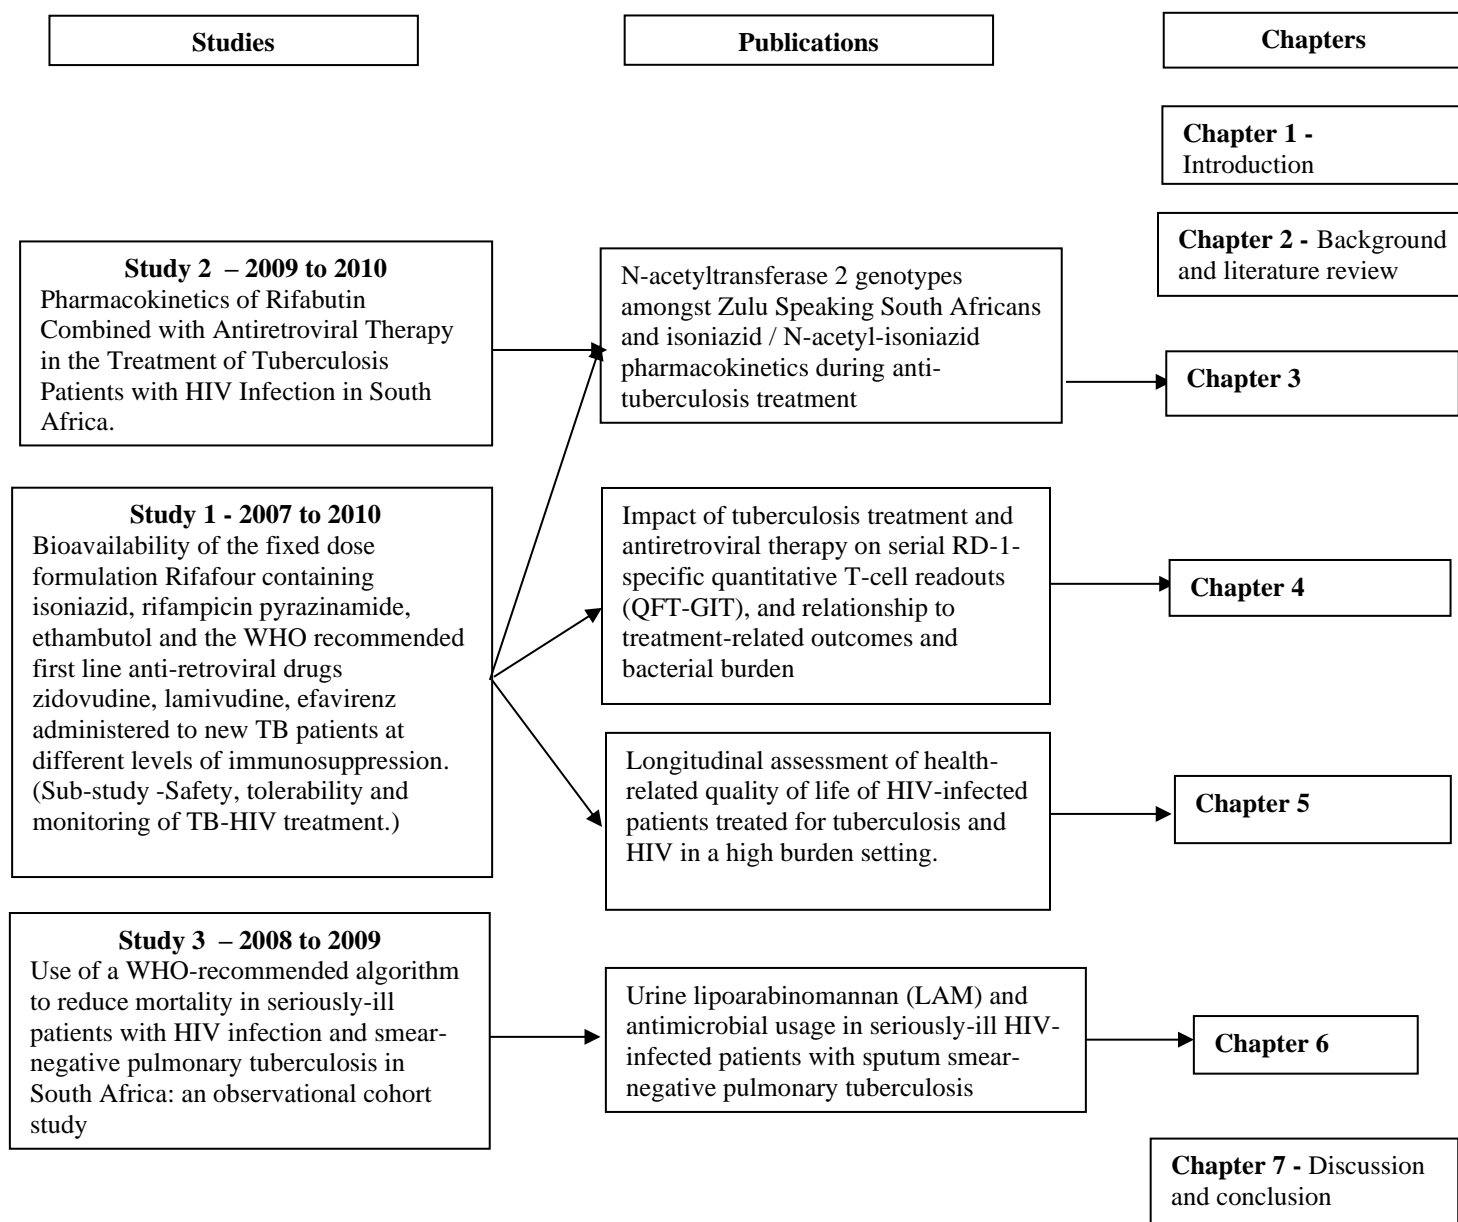 Studies
Publications
Chapters
Chapter 1 -
Introduction
Chapter 2 - Background
and literature review
Study 2 – 2009 to 2010
Pharmacokinetics of Rifabutin
Combined with Antiretroviral Therapy
in the Treatment of Tuberculosis
Patients with HIV Infection in South
Africa.
N-acetyltransferase 2 genotypes
amongst Zulu Speaking South Africans
and isoniazid / N-acetyl-isoniazid
pharmacokinetics during anti-
tuberculosis treatment
Chapter 3
Study 1 - 2007 to 2010
Bioavailability of the fixed dose
formulation Rifafour containing
isoniazid, rifampicin pyrazinamide,
ethambutol and the WHO recommended
first line anti-retroviral drugs
zidovudine, lamivudine, efavirenz
administered to new TB patients at
different levels of immunosuppression.
(Sub-study -Safety, tolerability and
monitoring of TB-HIV treatment.)
Impact of tuberculosis treatment and
antiretroviral therapy on serial RD-1-
specific quantitative T-cell readouts
(QFT-GIT), and relationship to
treatment-related outcomes and
bacterial burden
Chapter 4
Longitudinal assessment of health-
related quality of life of HIV-infected
patients treated for tuberculosis and
HIV in a high burden setting.
Chapter 5
Study 3 – 2008 to 2009
Use of a WHO-recommended algorithm
to reduce mortality in seriously-ill
patients with HIV infection and smear-
negative pulmonary tuberculosis in
South Africa: an observational cohort
study
Urine lipoarabinomannan (LAM) and
antimicrobial usage in seriously-ill HIV-
infected patients with sputum smear-
negative pulmonary tuberculosis
Chapter 6
Chapter 7 - Discussion
and conclusion